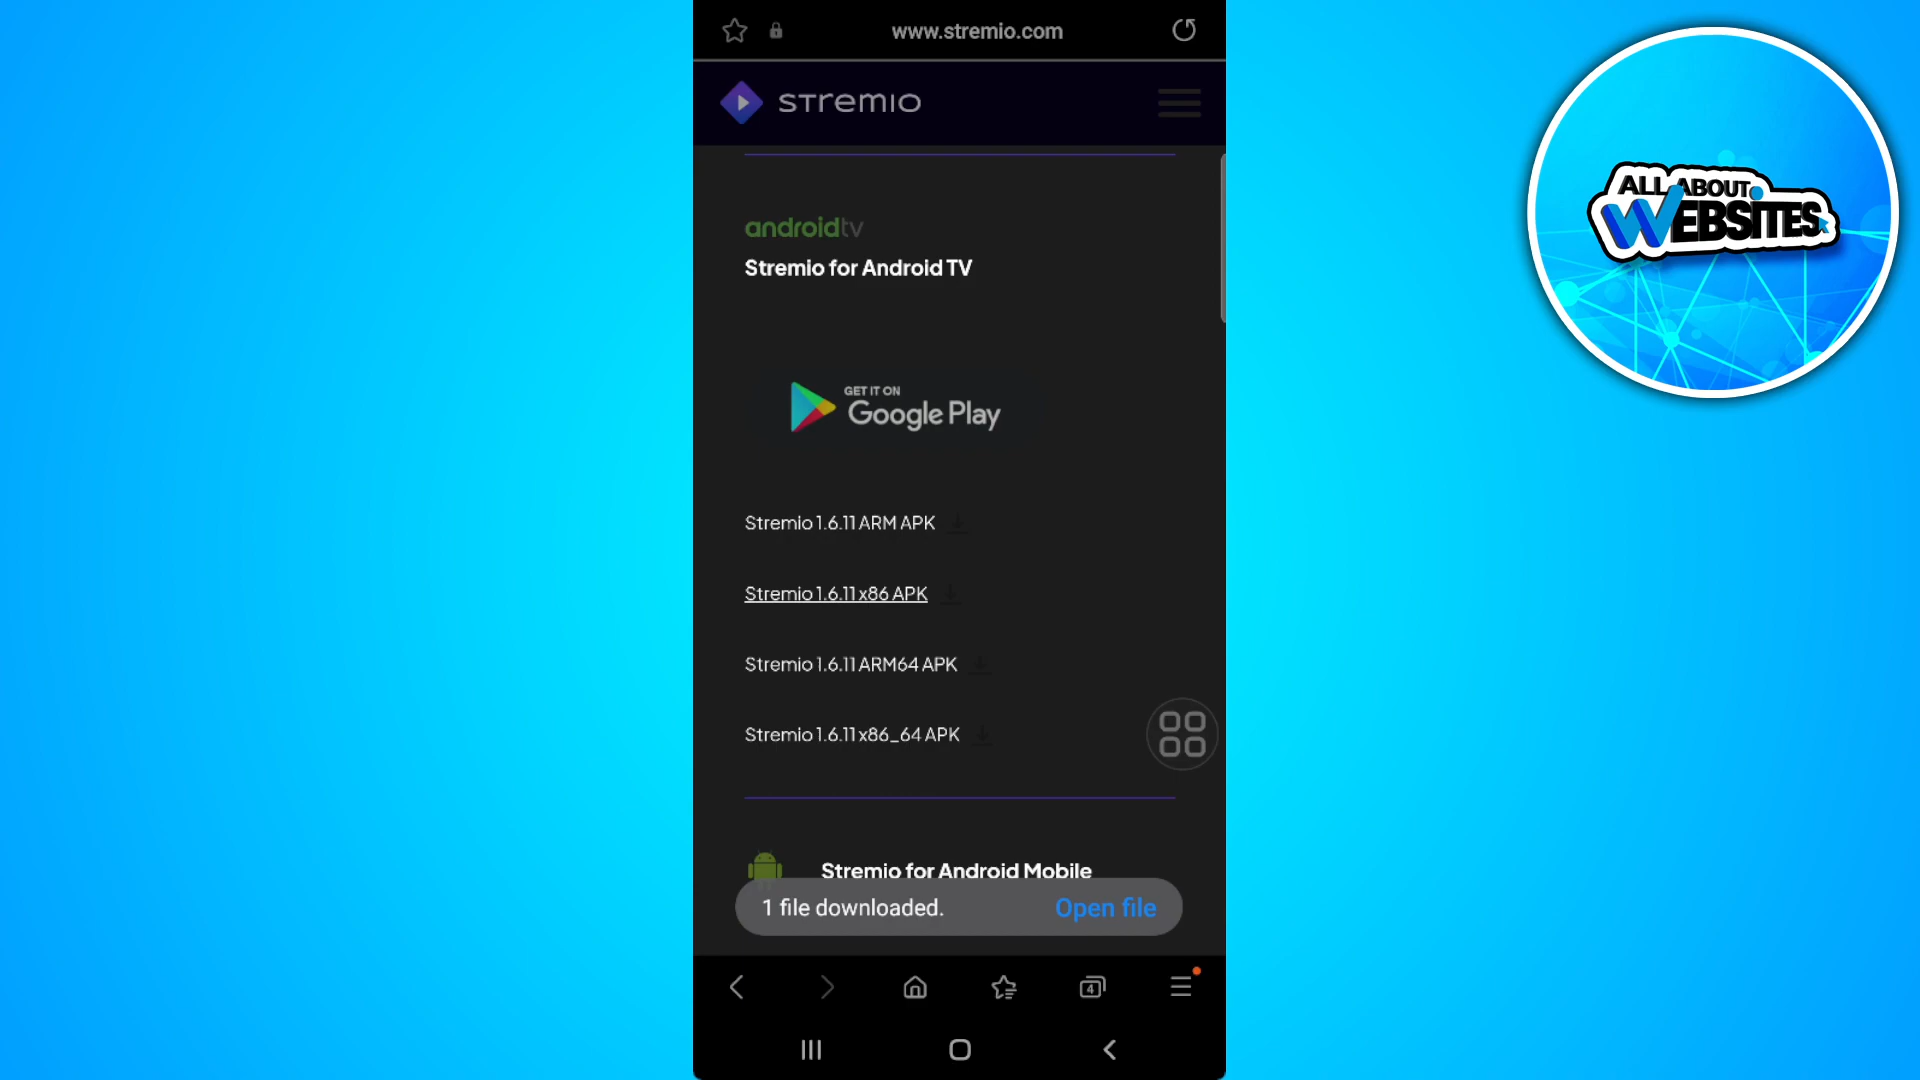 www.stremio.com
STREMIO
androidtv
Stremio for Android TV
GET IT ON
Google Play
Stremio 1.6.11 ARM APK
Stremio 1.6.11 x86 APK
Stremio 1.6.11 ARM64 APK
Stremio 1.6.11 x86_64 APK
Stremio for Android Mobile
1 file downloaded.
Open file
4
ALL ABOUT
WEBSITES